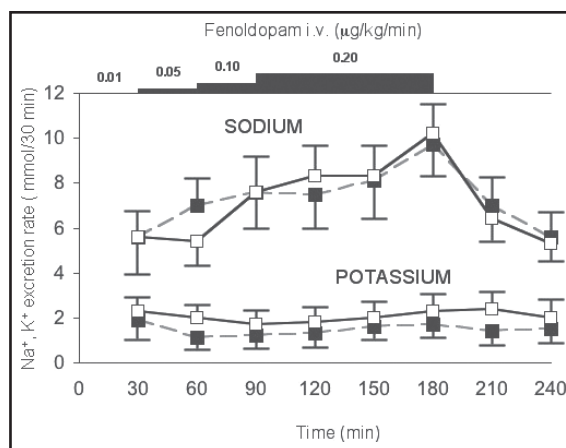 Fenoldopam i.v. (μg/kg/min)
0.01
0.05
0.10
0.20
Na⁺, K⁺ excretion rate ( mmol/30 min)
12
10
8
6
4
2
0
SODIUM
POTASSIUM
0 30 60 90 120 150 180 210 240
Time (min)